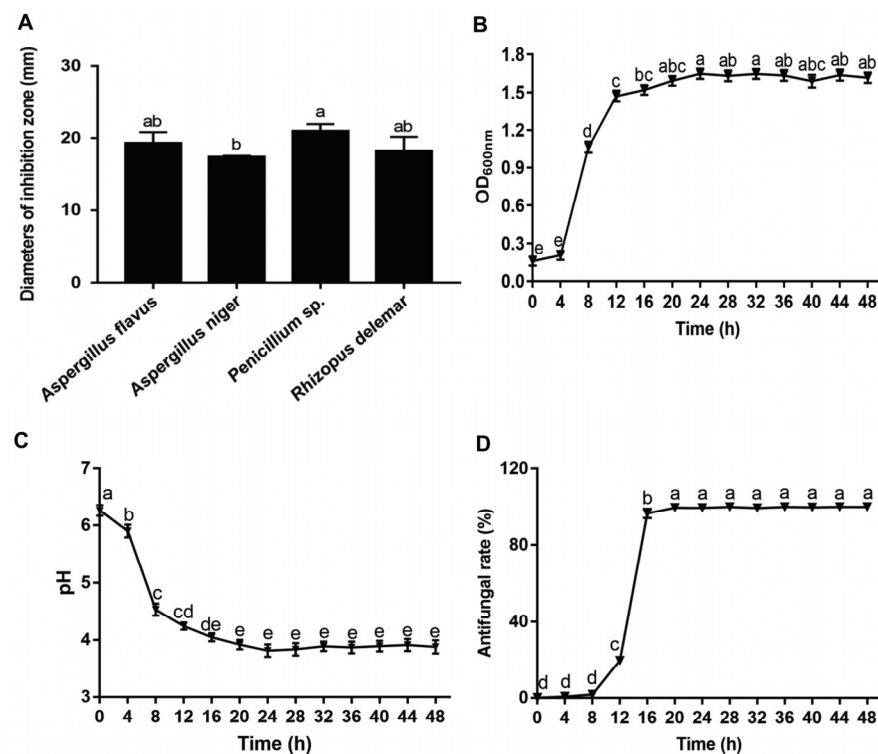 A
Diameters of inhibition zone (mm)
30
20
10
0
ab
b
a
ab
Aspergillus flavus
Aspergillus niger
Penicillium sp.
Rhizopus delemar
B
OD600nm
1.8
1.5
1.2
0.9
0.6
0.3
0.0
e e d c bc abc a ab a ab abc ab ab
0 4 8 12 16 20 24 28 32 36 40 44 48
Time (h)
C
pH
7
6
5
4
3
a b c cd de e e e e e e e e
0 4 8 12 16 20 24 28 32 36 40 44 48
Time (h)
D
Antifungal rate (%)
120
80
40
0
d d d c b a a a a a a a a
0 4 8 12 16 20 24 28 32 36 40 44 48
Time (h)